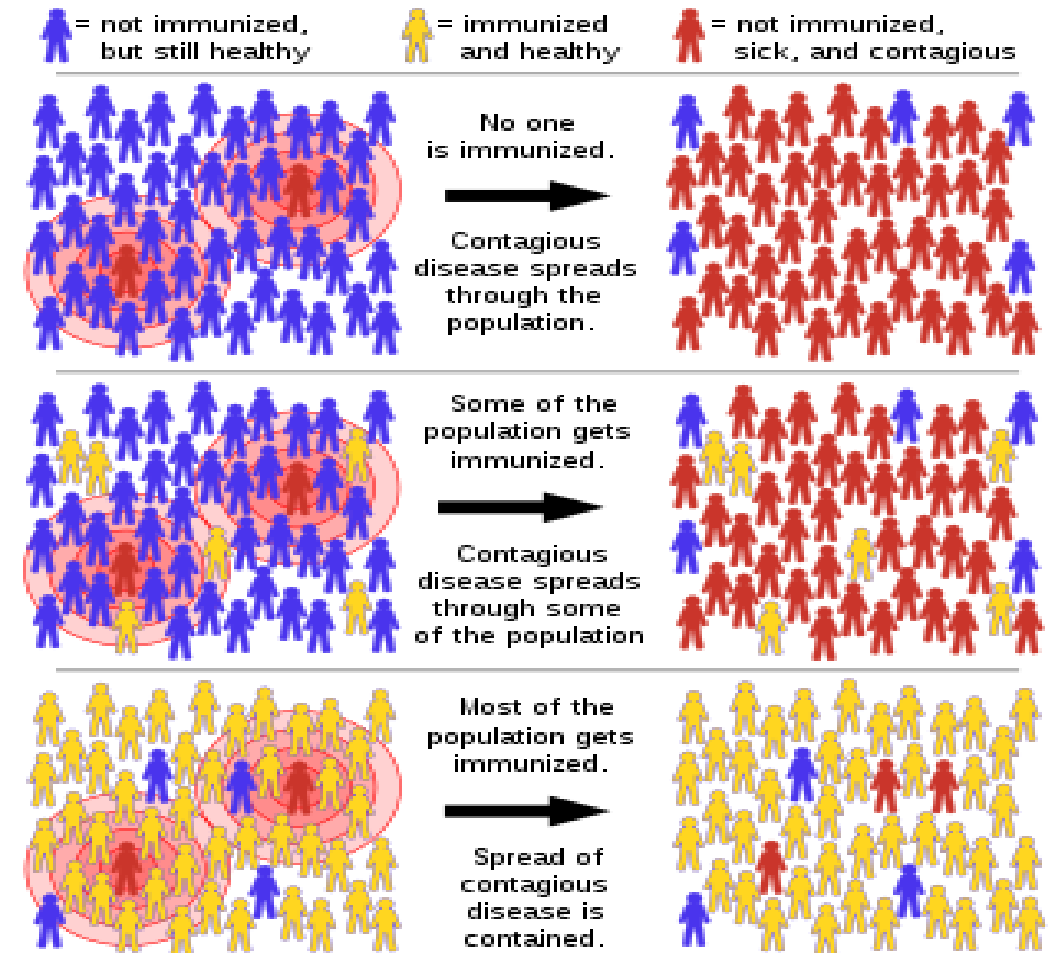 = not immunized,
but still healthy
= immunized
and healthy
= not immunized,
sick, and contagious
No one
is immunized.
Contagious
disease spreads
through the
population.
Some of the
population gets
immunized.
Contagious
disease spreads
through some
of the population
Most of the
population gets
immunized.
Spread of
contagious
disease is
contained.